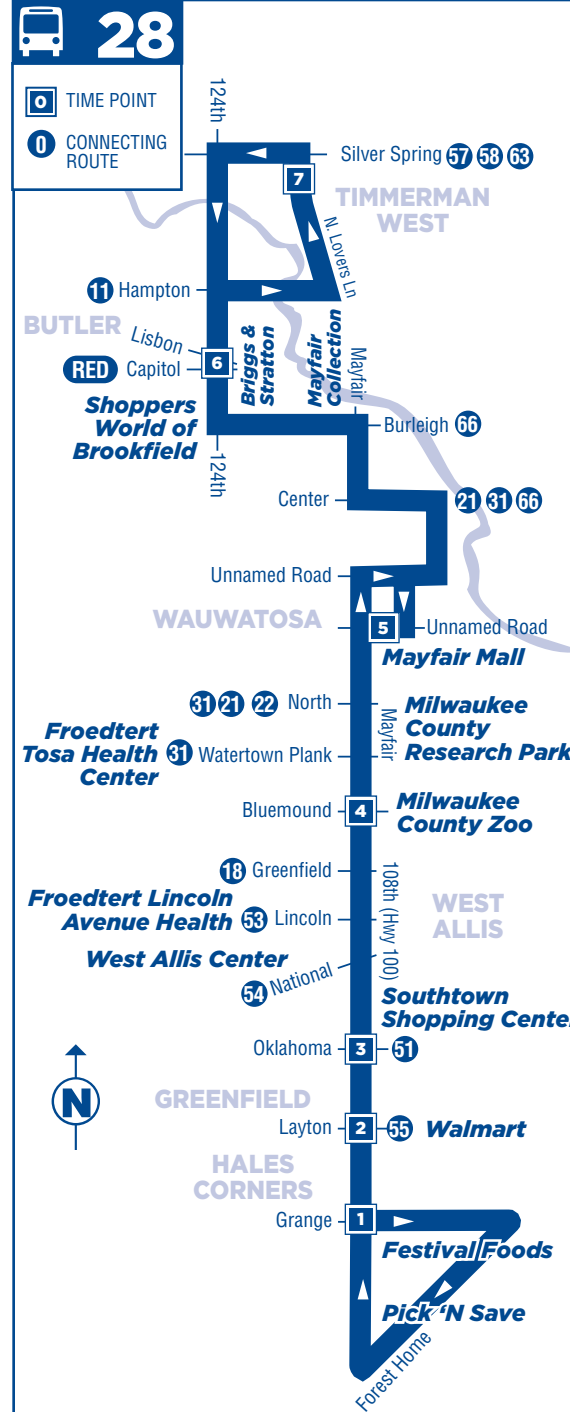 28
0 TIME POINT
0 CONNECTING
ROUTE
124th
Silver Spring 57 58 63
7
TIMMERMAN
WEST
N. Lovers Ln
11 Hampton
BUTLER
Lisbon
RED Capitol
6
Briggs &
Stratton
Mayfair
Collection
Mayfair
Shoppers
World of
Brookfield
124th
Burleigh 66
Center
21 31 66
Unnamed Road
WAUWATOSA
5
Unnamed Road
Mayfair Mall
31 21 22 North
Mayfair
Milwaukee
County
Research Park
Froedtert
Tosa Health
Center
31 Watertown Plank
Bluemound
4
Milwaukee
County Zoo
18 Greenfield
108th (Hwy 100)
WEST
ALLIS
Froedtert Lincoln
Avenue Health
53 Lincoln
West Allis Center
54 National
Southtown
Shopping Cente
Oklahoma
3
51
N
GREENFIELD
Layton
2
55 Walmart
HALES
CORNERS
Grange
1
Festival Foods
Pick 'N Save
Forest Home